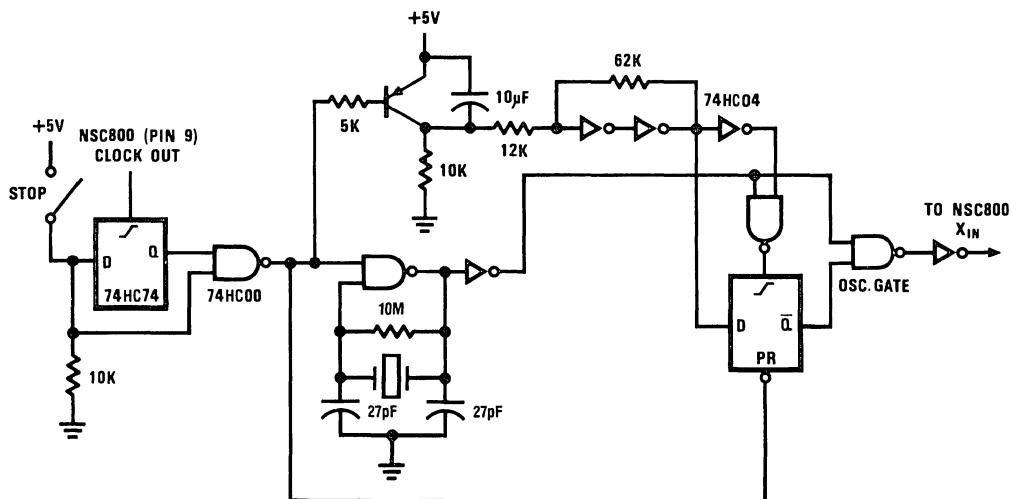 +5V
62K
10µF
74HC04
5K
+5V
NSC800 (PIN 9)
CLOCK OUT
12K
10K
STOP
TO NSC800
XIN
D
Q
74HC74
74HC00
OSC. GATE
10M
D
Q
PR
10K
27pF
27pF